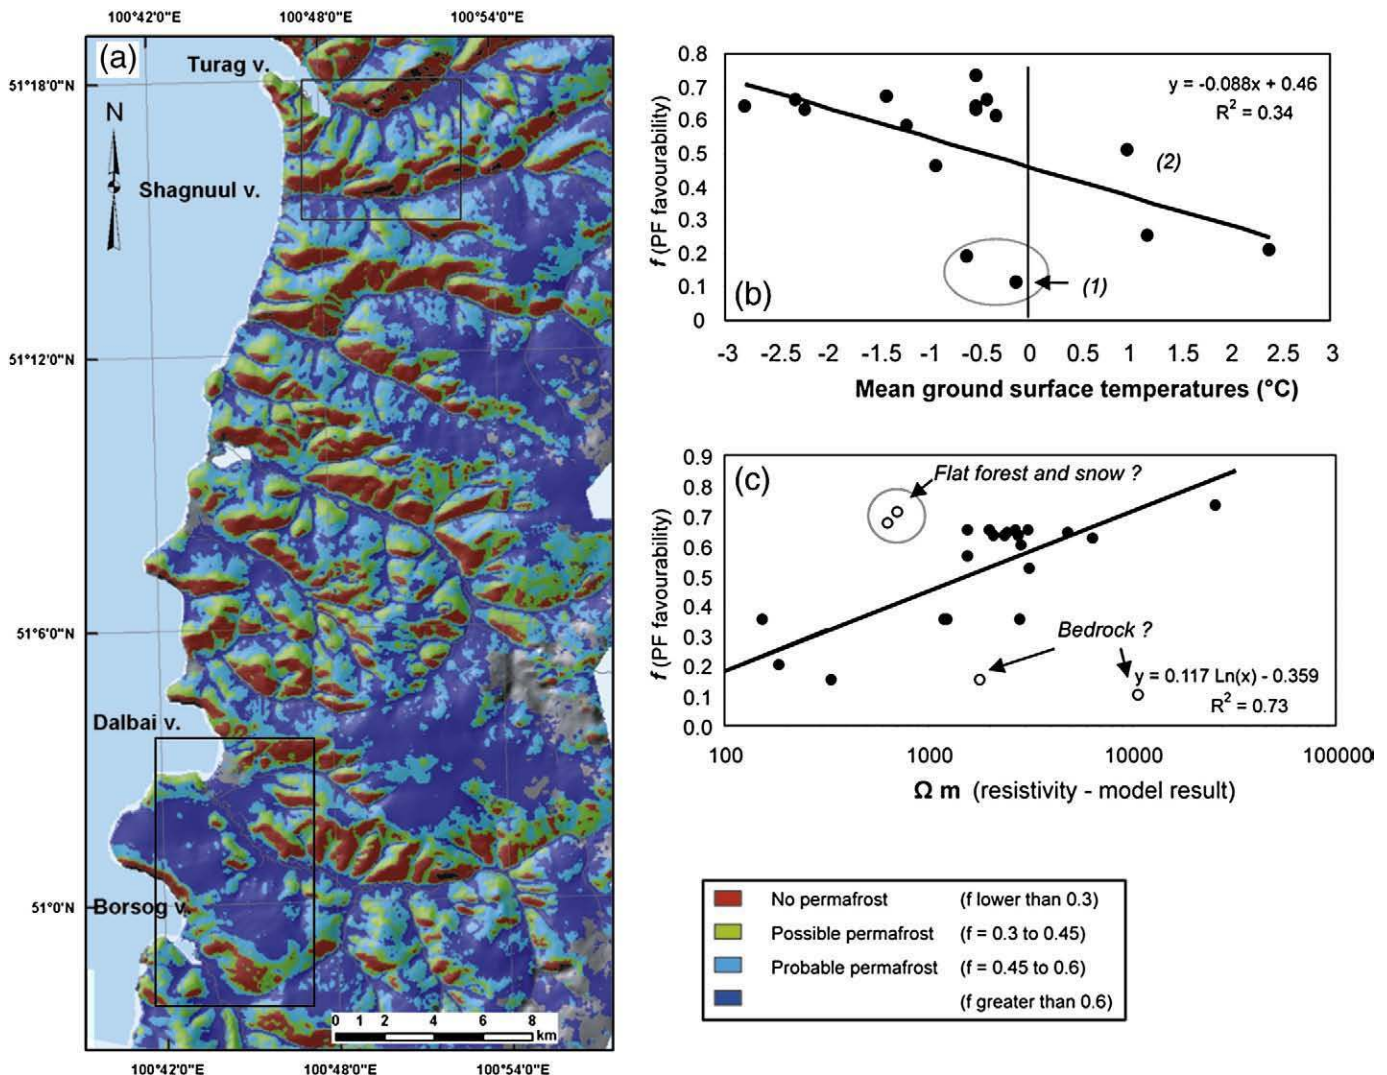 100°42'0"E 100°48'0"E 100°54'0"E
(a)
Turag v.
51°18'0"N
N
Shagnuul v.
51°12'0"N
51°6'0"N
Dalbai v.
Borsog v.
51°0'N
0 1 2 4 6 8
km
100°42'0"E 100°48'0"E 100°54'0"E
0.8
0.7
0.6
0.5
0.4
0.3
0.2
0.1
0
f (PF favourability)
y = -0.088x + 0.46
R² = 0.34
(2)
(1)
(b)
-3 -2.5 -2 -1.5 -1 -0.5 0 0.5 1 1.5 2 2.5 3
Mean ground surface temperatures (°C)
0.9
0.8
0.7
0.6
0.5
0.4
0.3
0.2
0.1
0.0
f (PF favourability)
(c)
Flat forest and snow ?
Bedrock ?
y = 0.117 Ln(x) - 0.359
R² = 0.73
100 1000 10000 100000
Ω m (resistivity - model result)
No permafrost (f lower than 0.3)
Possible permafrost (f = 0.3 to 0.45)
Probable permafrost (f = 0.45 to 0.6)
(f greater than 0.6)